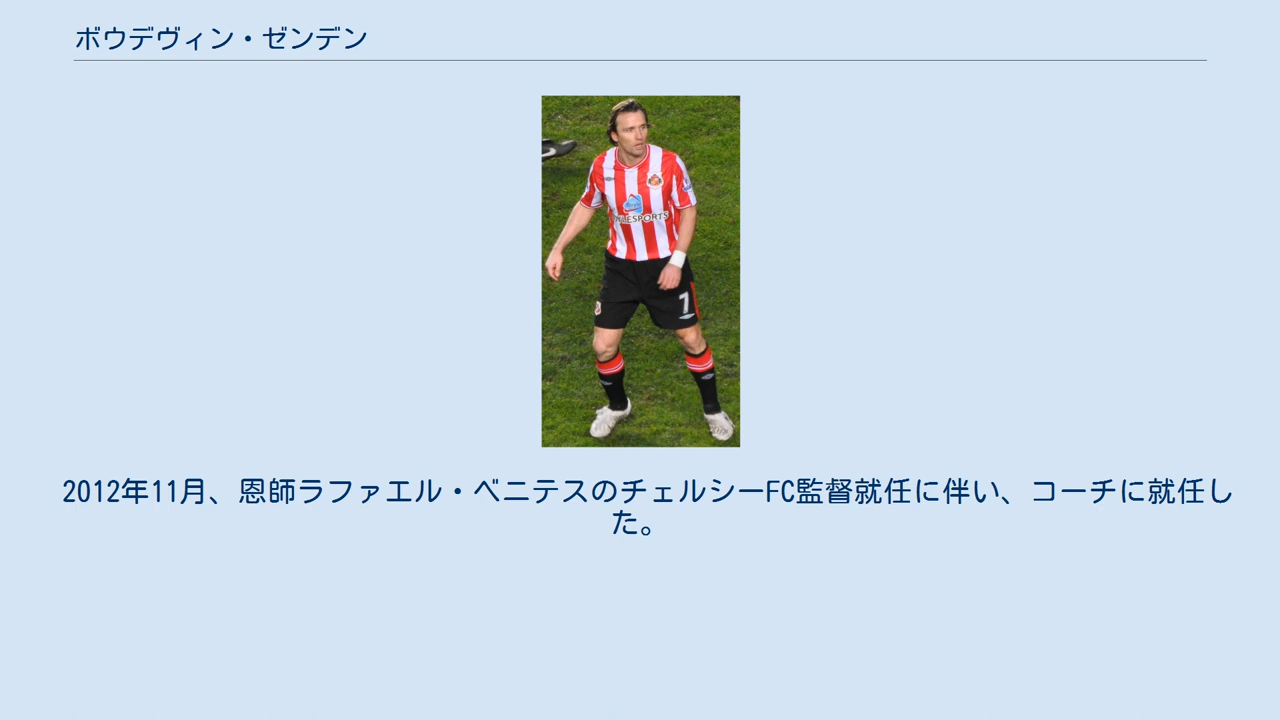 ボウデヴィン・ゼンデン
7
2012年11月、恩師ラファエル・ベニテスのチェルシーFC監督就任に伴い、コーチに就任し
た。